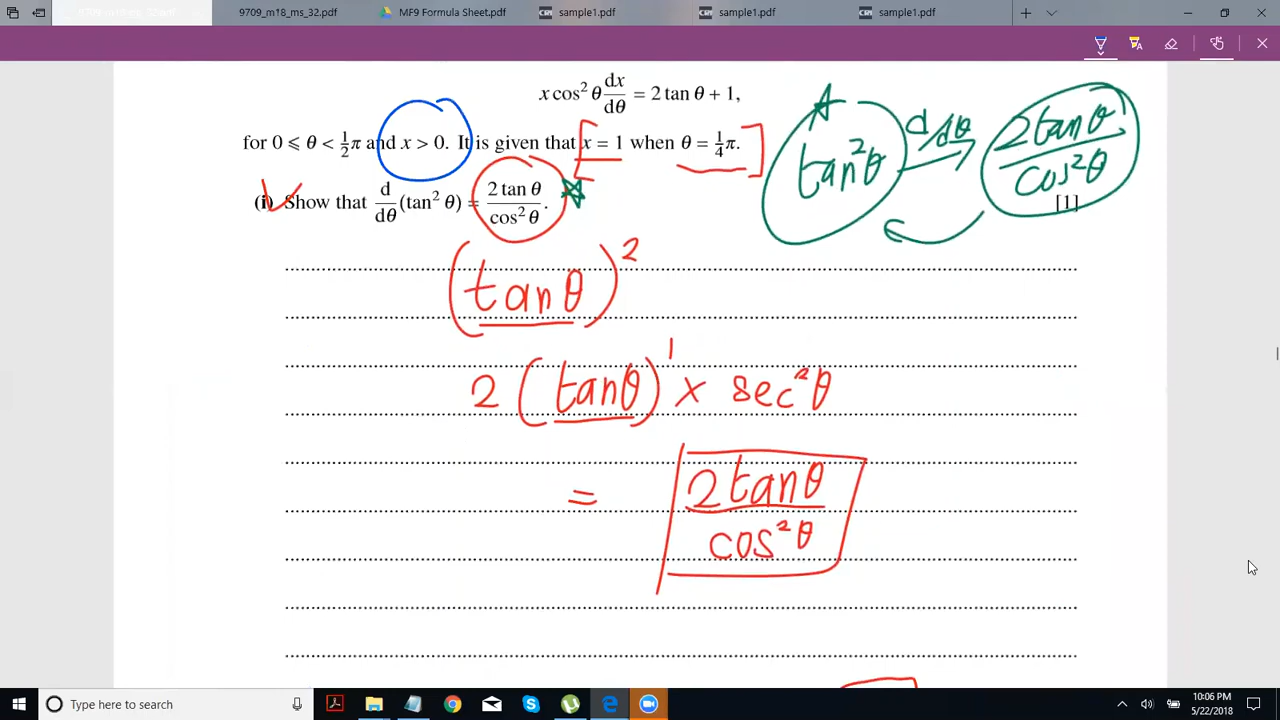 9709_m18_ms_32.pdf MF9 Formula Sheet.pdf sample1.pdf sample1.pdf sample1.pdf
x cos² θ dx/dθ = 2 tan θ + 1,
for 0 ⩽ θ < ½π and x > 0. It is given that x = 1 when θ = ¼π.
tan²θ d/dθ 2tanθ/cos²θ
(i) Show that d/dθ (tan² θ) = 2 tan θ/cos² θ. [1]
(tanθ)²
2 (tanθ)¹ × sec²θ
= 2tanθ/cos²θ
Type here to search
10:06 PM
5/22/2018